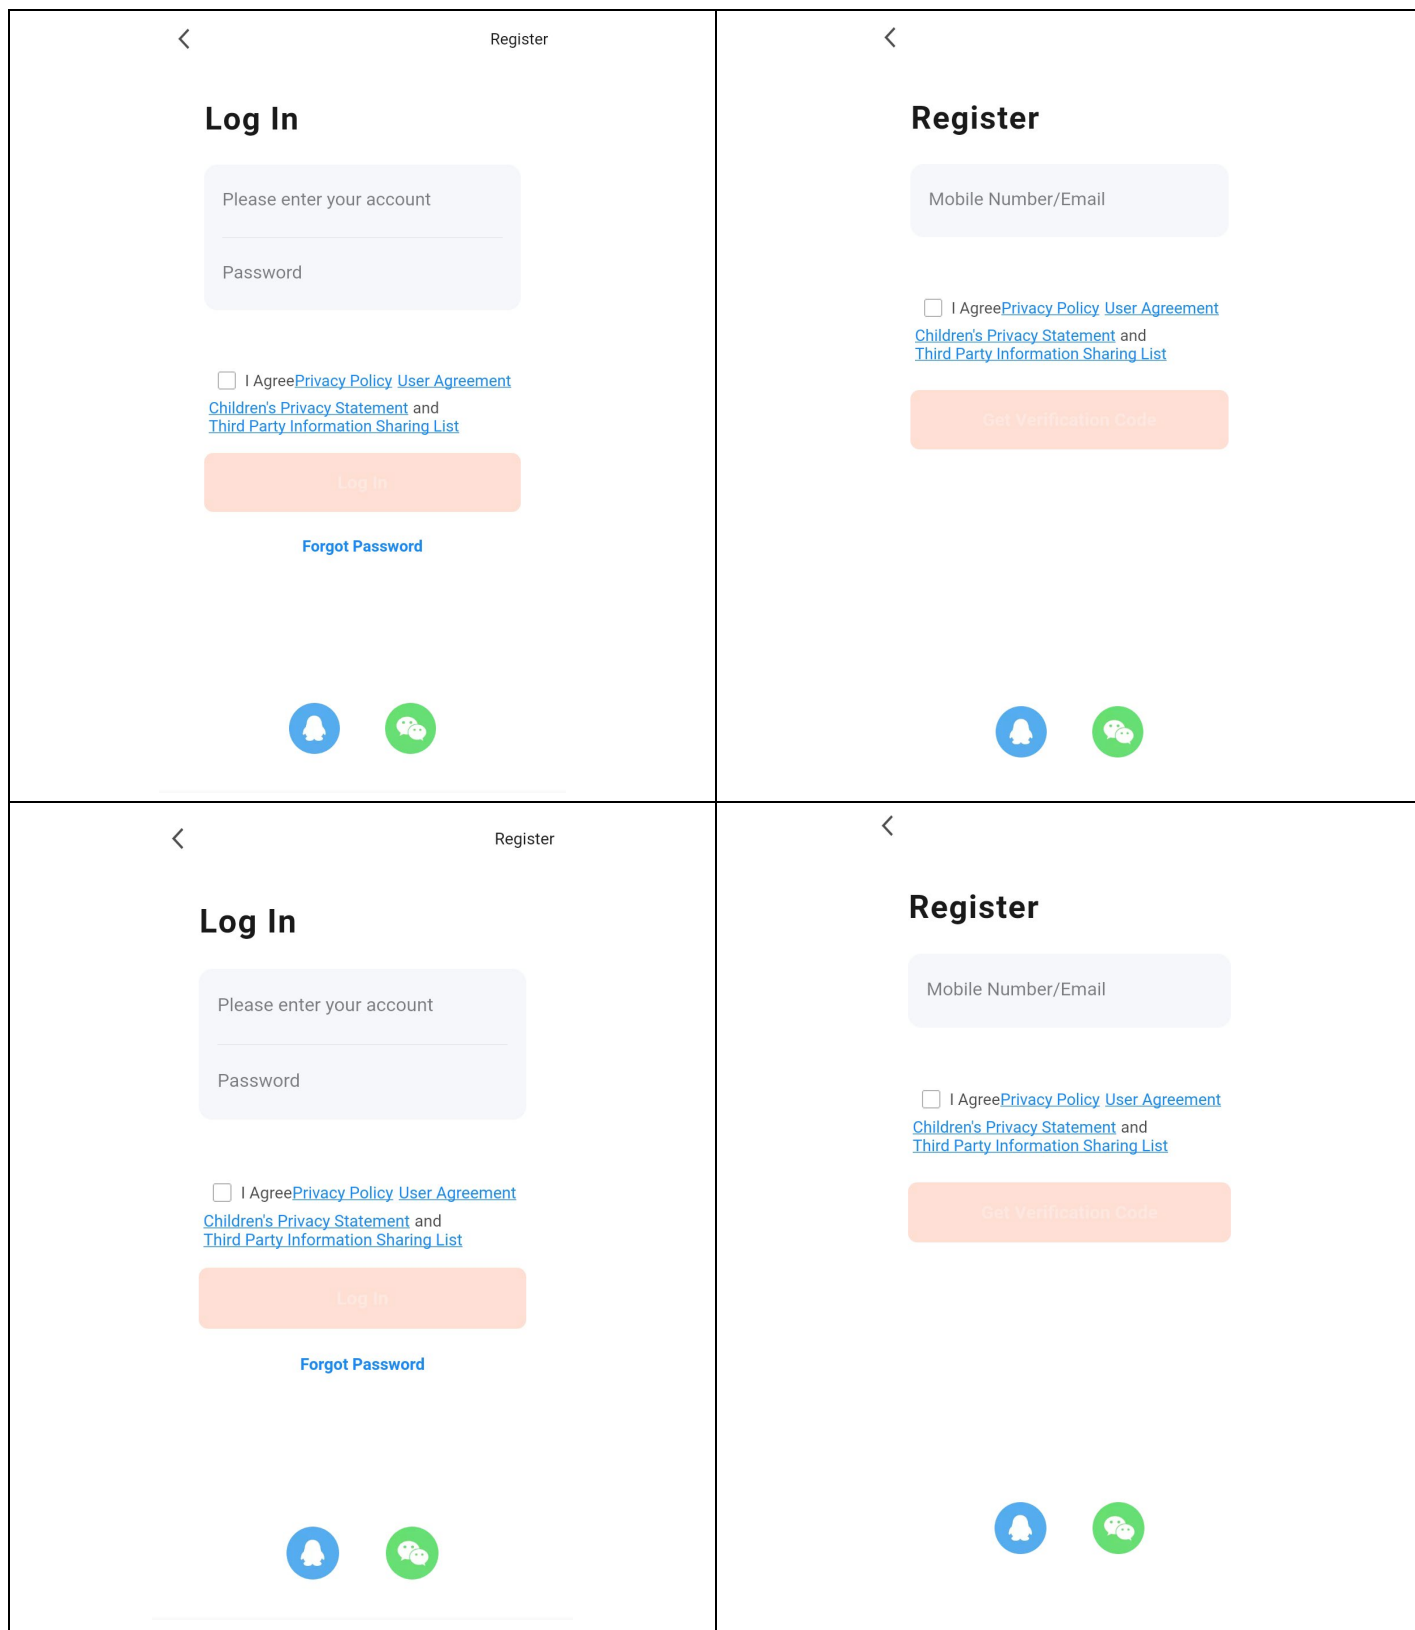 Register
Log In
Please enter your account
Password
I AgreePrivacy Policy User Agreement
Children's Privacy Statement and
Third Party Information Sharing List
Log In
Forgot Password
Register
Mobile Number/Email
I AgreePrivacy Policy User Agreement
Children's Privacy Statement and
Third Party Information Sharing List
Get Verification Code
Register
Log In
Please enter your account
Password
I AgreePrivacy Policy User Agreement
Children's Privacy Statement and
Third Party Information Sharing List
Log In
Forgot Password
Register
Mobile Number/Email
I AgreePrivacy Policy User Agreement
Children's Privacy Statement and
Third Party Information Sharing List
Get Verification Code